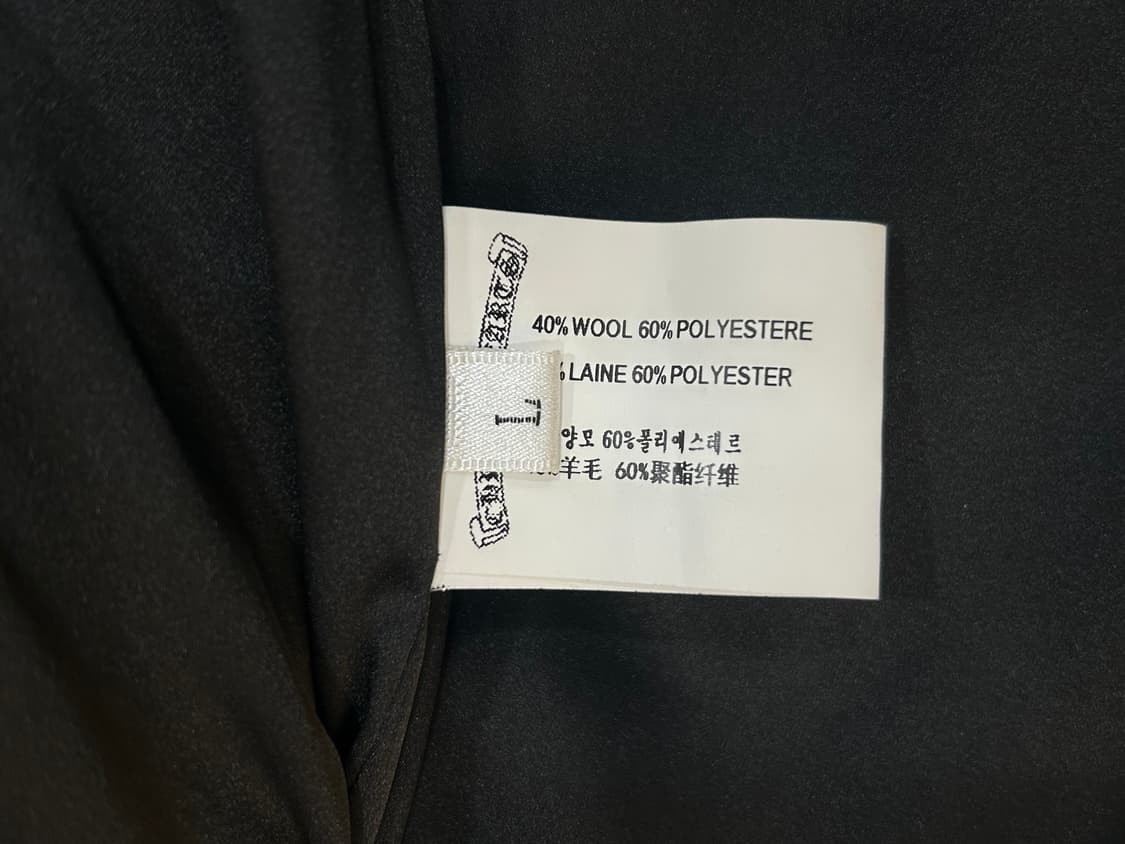 40% WOOL 60% POLYESTERE
% LAINE 60% POLYESTER
양모 60%폴리에스테르
羊毛 60%聚酯纤维
L